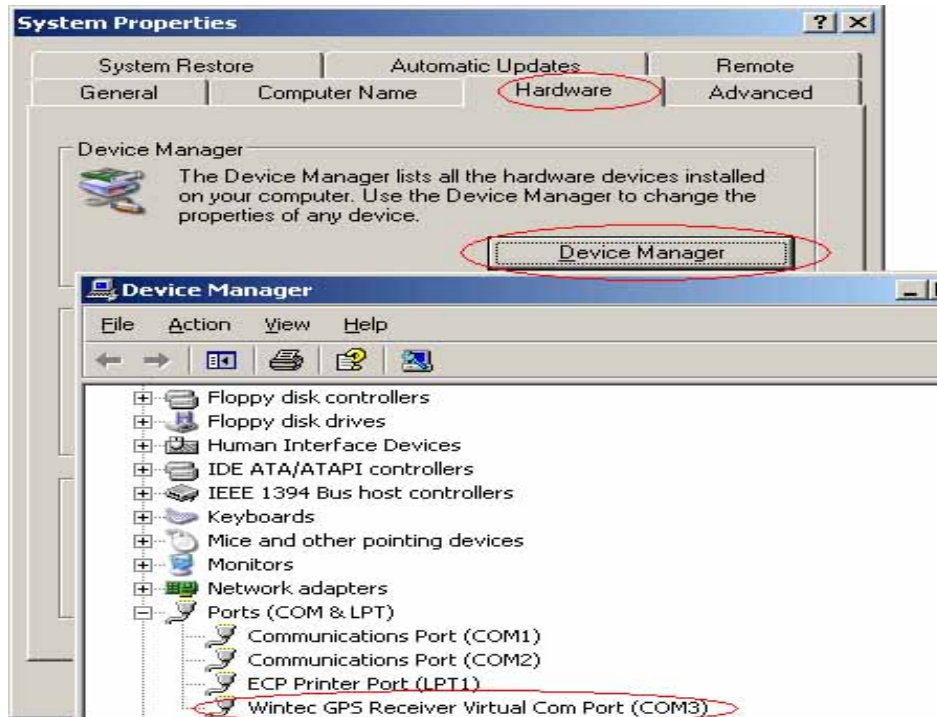 System Properties
System Restore Automatic Updates Remote
General Computer Name Hardware Advanced
Device Manager
The Device Manager lists all the hardware devices installed
on your computer. Use the Device Manager to change the
properties of any device.
Device Manager
Device Manager
File Action View Help
Floppy disk controllers
Floppy disk drives
Human Interface Devices
IDE ATA/ATAPI controllers
IEEE 1394 Bus host controllers
Keyboards
Mice and other pointing devices
Monitors
Network adapters
Ports (COM & LPT)
Communications Port (COM1)
Communications Port (COM2)
ECP Printer Port (LPT1)
Wintec GPS Receiver Virtual Com Port (COM3)